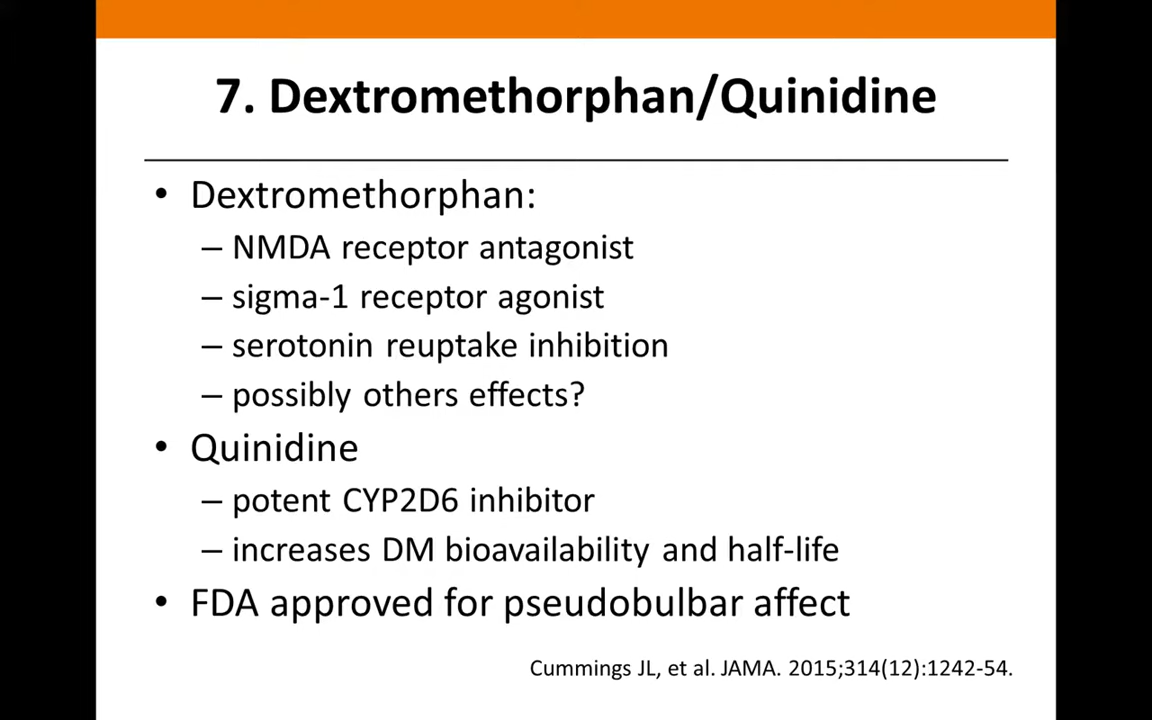 7. Dextromethorphan/Quinidine
• Dextromethorphan:
– NMDA receptor antagonist
– sigma-1 receptor agonist
– serotonin reuptake inhibition
– possibly others effects?
• Quinidine
– potent CYP2D6 inhibitor
– increases DM bioavailability and half-life
• FDA approved for pseudobulbar affect
Cummings JL, et al. JAMA. 2015;314(12):1242-54.